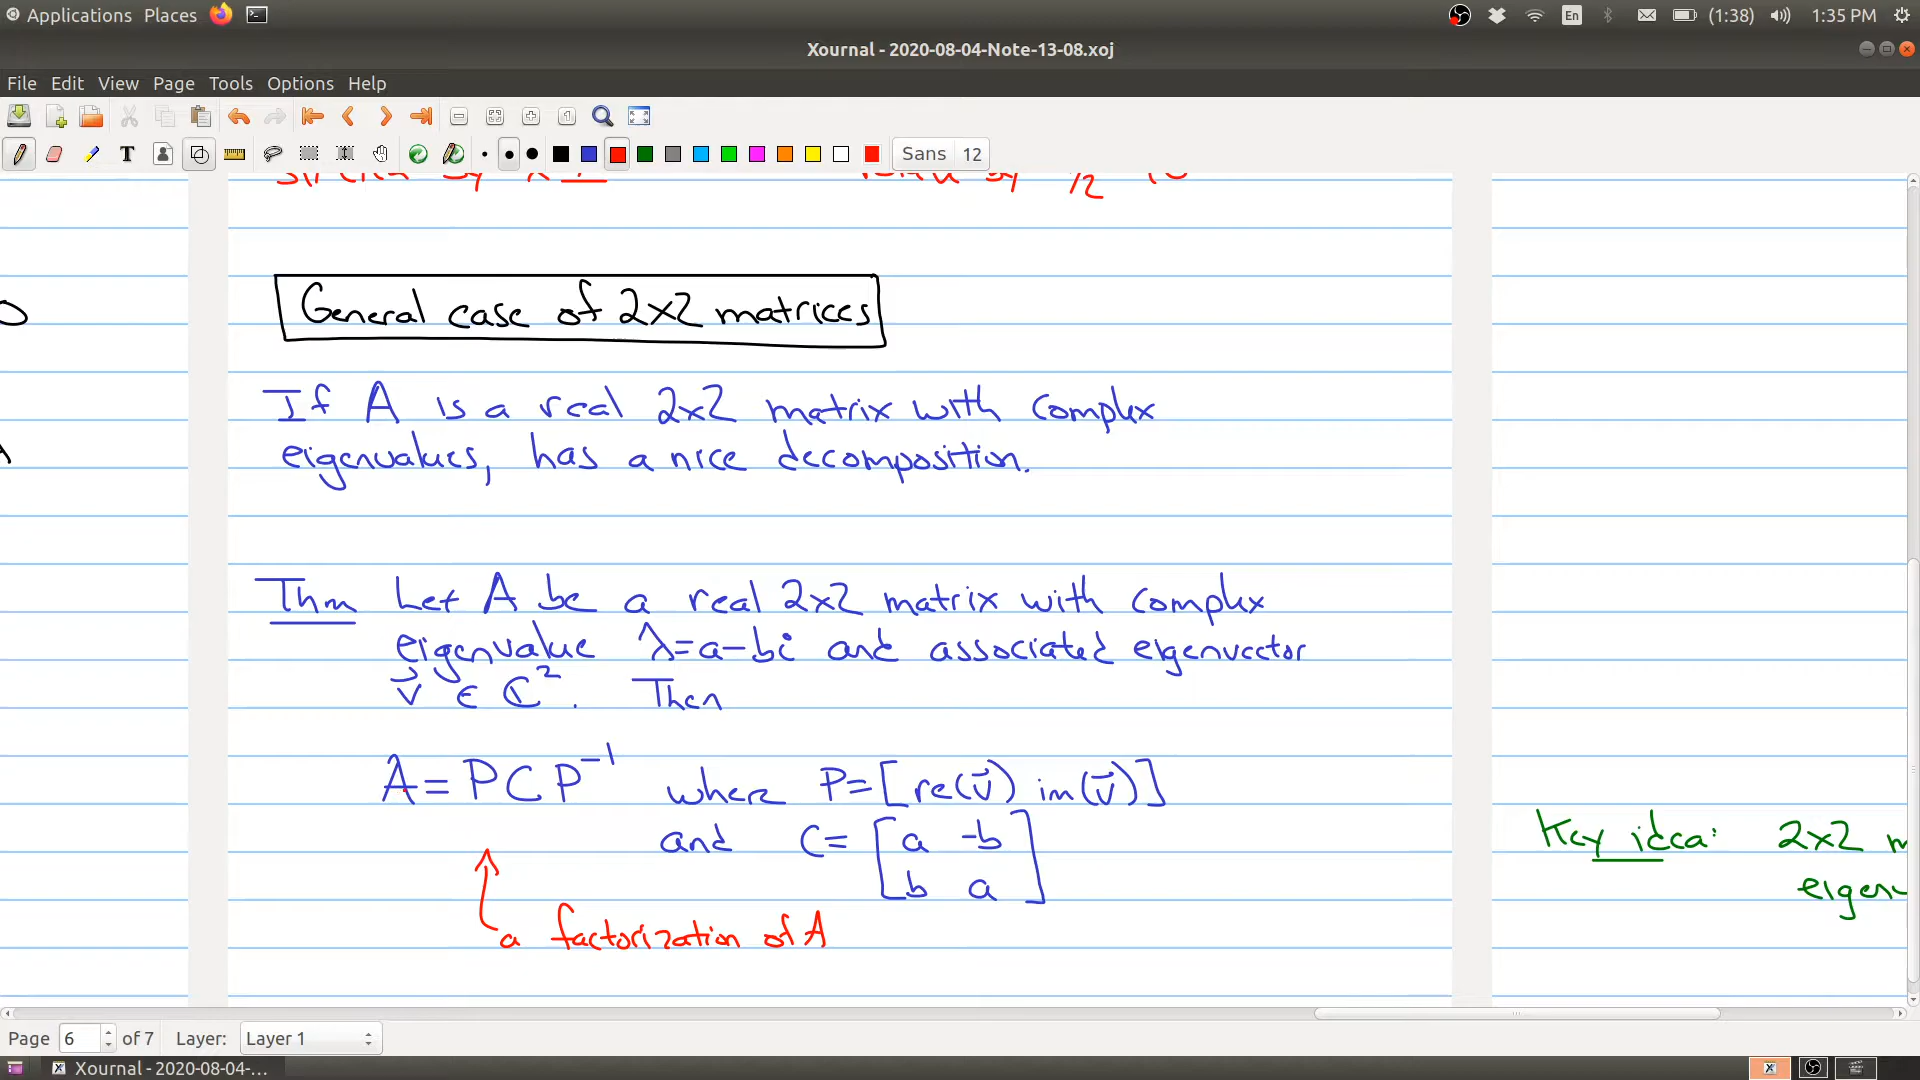 Applications Places En (1:38) 1:35 PM
Xournal - 2020-08-04-Note-13-08.xoj
File Edit View Page Tools Options Help
T Sans 12
General case of 2x2 matrices
If A is a real 2x2 matrix with complex
eigenvalues, has a nice decomposition.
Thm Let A be a real 2x2 matrix with complex
eigenvalue λ=a-bi and associated eigenvector
v⃗ ∈ ℂ². Then
A = PCP⁻¹ where P=[re(v⃗) im(v⃗)]
and C= [a -b
b a]
a factorization of A
Key idea: 2x2
eigen
Page 6 of 7 Layer: Layer 1
Xournal - 2020-08-04-...